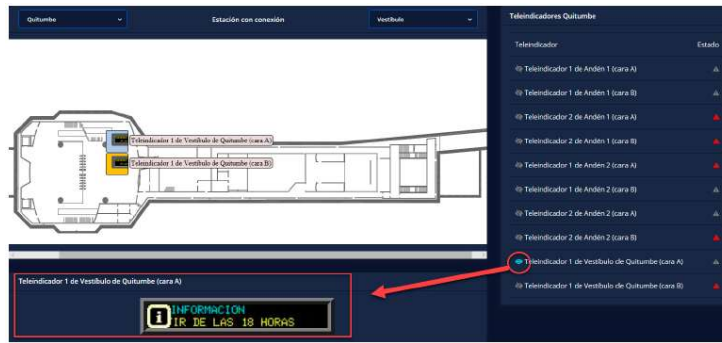 Quitumbe
Estación con conexión
Vestíbulo
Teleindicador 1 de Vestíbulo de Quitumbe (cara A)
Teleindicador 1 de Vestíbulo de Quitumbe (cara B)
Teleindicador 1 de Vestíbulo de Quitumbe (cara A)
INFORMACION
TIR DE LAS 18 HORAS
Teleindicadores Quitumbe
Teleindicador Estado
Teleindicador 1 de Andén 1 (cara A)
Teleindicador 1 de Andén 1 (cara B)
Teleindicador 2 de Andén 1 (cara A)
Teleindicador 2 de Andén 1 (cara B)
Teleindicador 1 de Andén 2 (cara A)
Teleindicador 1 de Andén 2 (cara B)
Teleindicador 2 de Andén 2 (cara A)
Teleindicador 2 de Andén 2 (cara B)
Teleindicador 1 de Vestíbulo de Quitumbe (cara A)
Teleindicador 1 de Vestíbulo de Quitumbe (cara B)